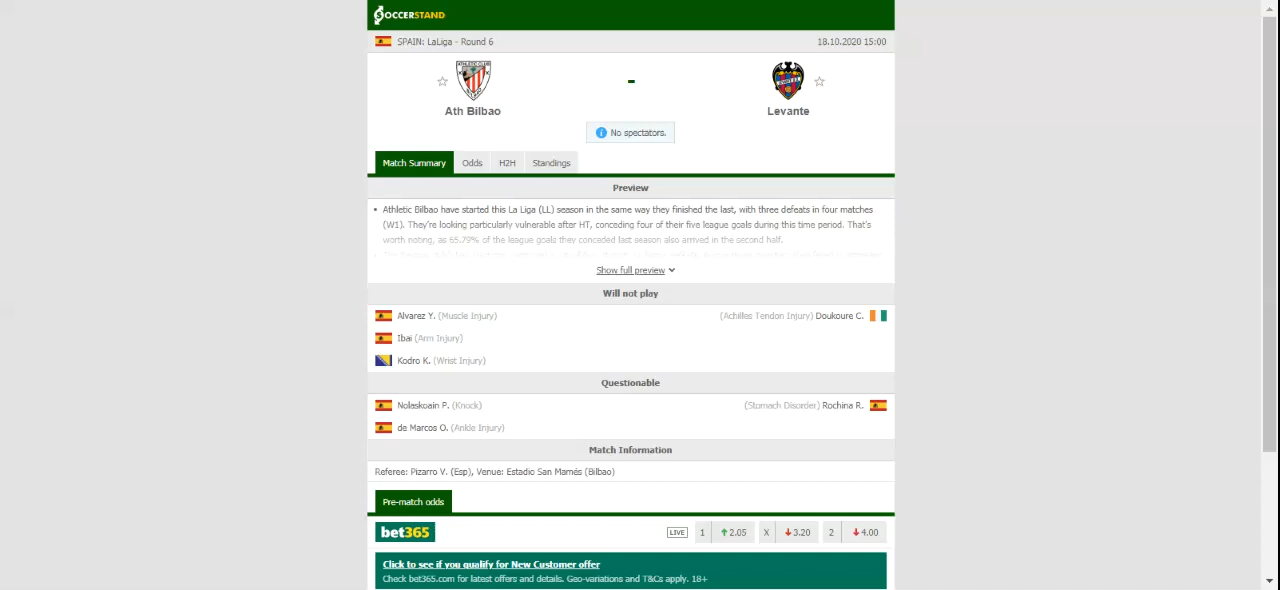 SOCCERSTAND
SPAIN: LaLiga - Round 6 18.10.2020 15:00
Ath Bilbao - Levante
No spectators.
Match Summary Odds H2H Standings
Preview
• Athletic Bilbao have started this La Liga (LL) season in the same way they finished the last, with three defeats in four matches
(W1). They're looking particularly vulnerable after HT, conceding four of their five league goals during this time period. That's
worth noting, as 65.79% of the league goals they conceded last season also arrived in the second half.
Show full preview
Will not play
Alvarez Y. (Muscle Injury) (Achilles Tendon Injury) Doukoure C.
Ibai (Arm Injury)
Kodro K. (Wrist Injury)
Questionable
Nolaskoain P. (Knock) (Stomach Disorder) Rochina R.
de Marcos O. (Ankle Injury)
Match Information
Referee: Pizarro V. (Esp), Venue: Estadio San Mamés (Bilbao)
Pre-match odds
bet365 LIVE 1 2.05 X 3.20 2 4.00
Click to see if you qualify for New Customer offer
Check bet365.com for latest offers and details. Geo-variations and T&Cs apply. 18+